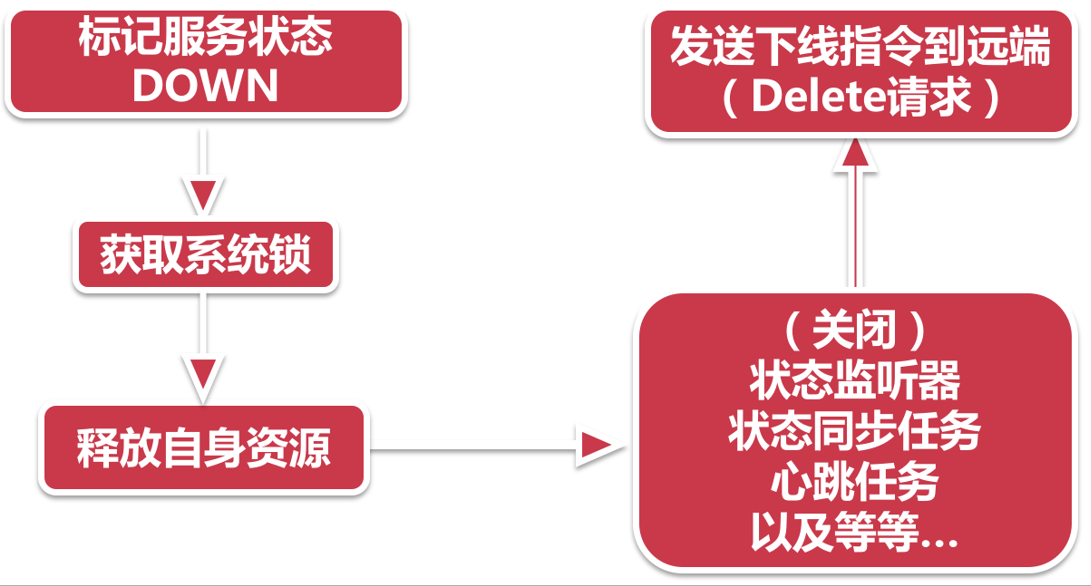 标记服务状态
DOWN
获取系统锁
释放自身资源
（关闭）
状态监听器
状态同步任务
心跳任务
以及等等...
发送下线指令到远端
（Delete请求）